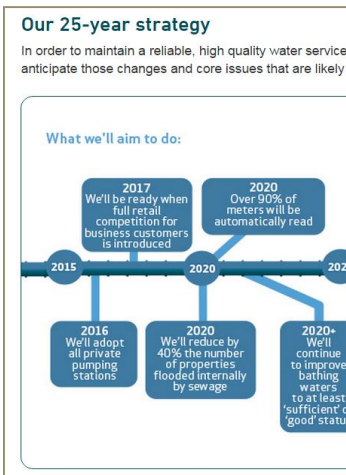 Our 25-year strategy
In order to maintain a reliable, high quality water service
anticipate those changes and core issues that are likely
What we'll aim to do:
2017
We'll be ready when
full retail
competition for
business customers
is introduced
2020
Over 90% of
meters will be
automatically read
2015
2020
2016
We'll adopt
all private
pumping
stations
2020
We'll reduce by
40% the number
of properties
flooded internally
by sewage
2020+
We'll
continue
to improve
bathing
waters
to at least
'sufficient'
'good'